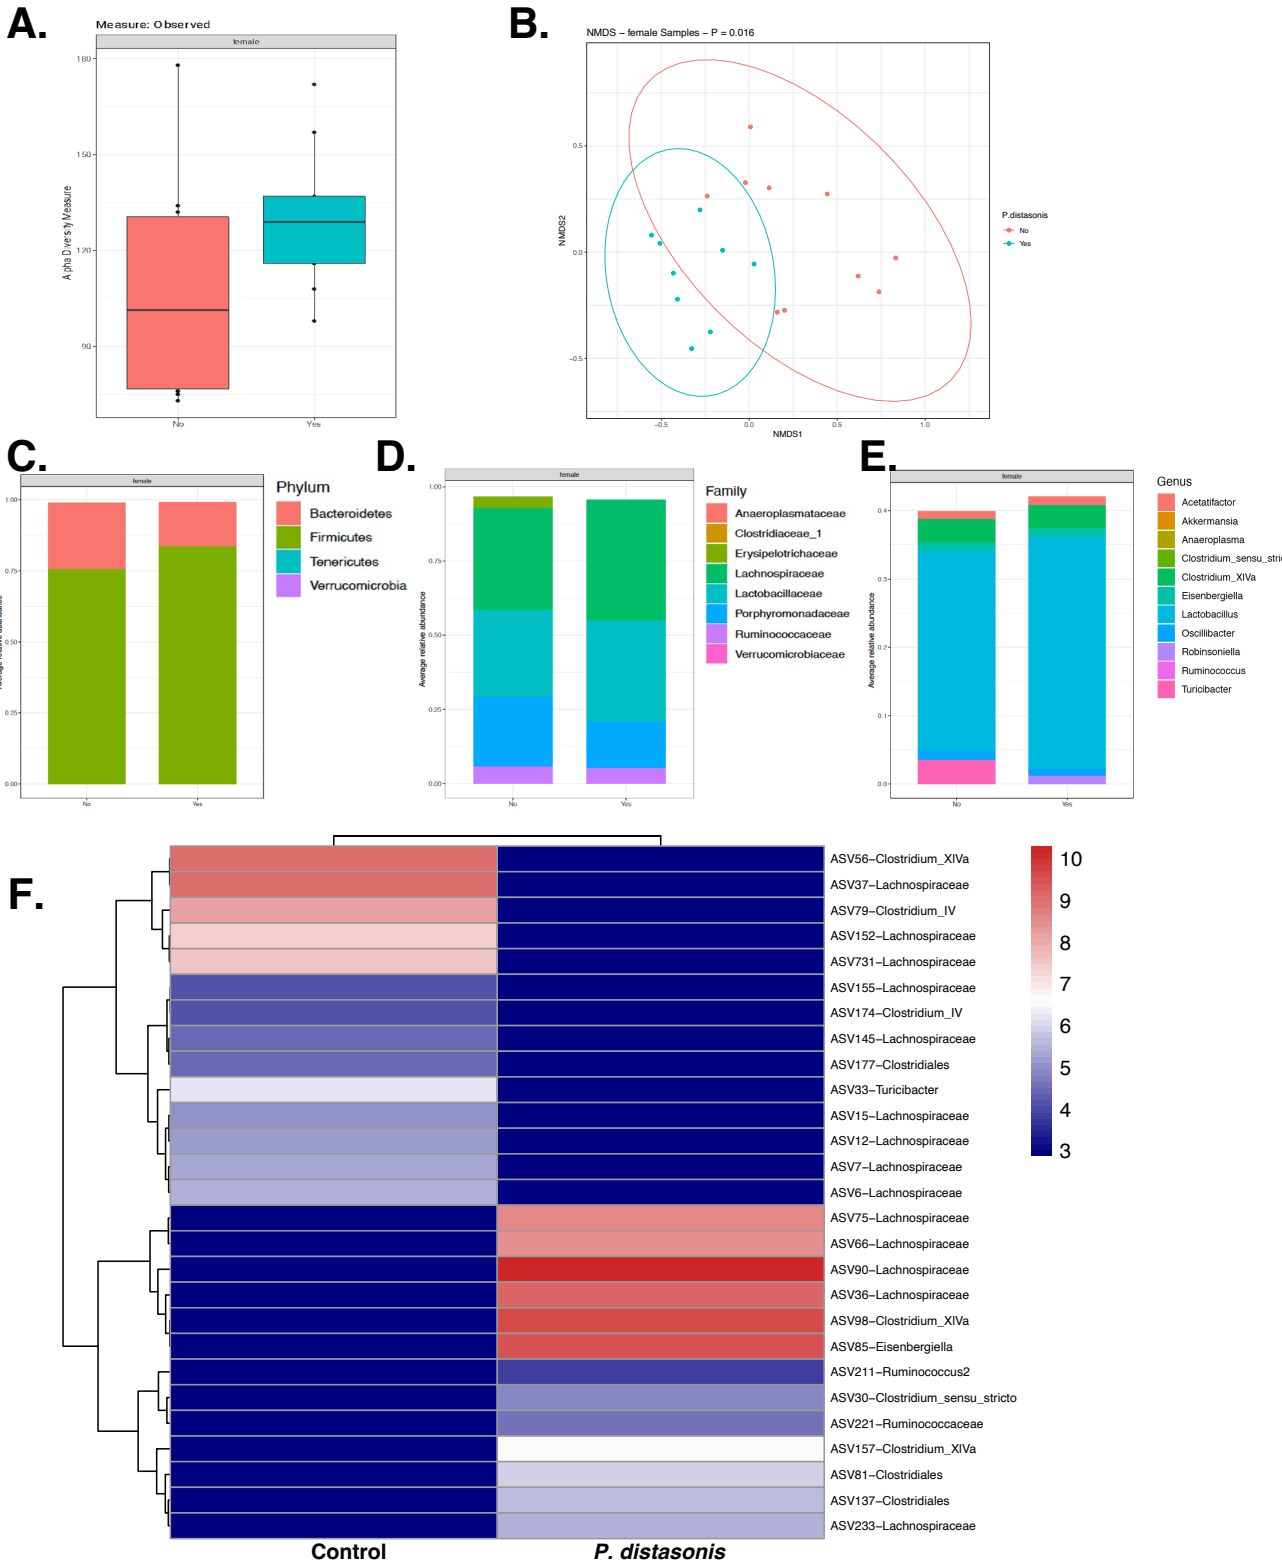 A.
Measure: Observed
female
180
150
120
90
Alpha Diversity Measure
No
Yes
B.
NMDS – female Samples – P = 0.016
0.5
0.0
−0.5
NMDS2
−0.5
0.0
0.5
1.0
NMDS1
P.distasonis
No
Yes
C.
female
1.00
0.75
0.50
0.25
0.00
Average relative abundance
No
Yes
Phylum
Bacteroidetes
Firmicutes
Tenericutes
Verrucomicrobia
D.
female
1.00
0.75
0.50
0.25
0.00
Average relative abundance
No
Yes
Family
Anaeroplasmataceae
Clostridiaceae_1
Erysipelotrichaceae
Lachnospiraceae
Lactobacillaceae
Porphyromonadaceae
Ruminococcaceae
Verrucomicrobiaceae
E.
female
0.4
0.3
0.2
0.1
0.0
Average relative abundance
No
Yes
Genus
Acetatifactor
Akkermansia
Anaeroplasma
Clostridium_sensu_stric
Clostridium_XlVa
Eisenbergiella
Lactobacillus
Oscillibacter
Robinsoniella
Ruminococcus
Turicibacter
F.
ASV56−Clostridium_XlVa
ASV37−Lachnospiraceae
ASV79−Clostridium_IV
ASV152−Lachnospiraceae
ASV731−Lachnospiraceae
ASV155−Lachnospiraceae
ASV174−Clostridium_IV
ASV145−Lachnospiraceae
ASV177−Clostridiales
ASV33−Turicibacter
ASV15−Lachnospiraceae
ASV12−Lachnospiraceae
ASV7−Lachnospiraceae
ASV6−Lachnospiraceae
ASV75−Lachnospiraceae
ASV66−Lachnospiraceae
ASV90−Lachnospiraceae
ASV36−Lachnospiraceae
ASV98−Clostridium_XlVa
ASV85−Eisenbergiella
ASV211−Ruminococcus2
ASV30−Clostridium_sensu_stricto
ASV221−Ruminococcaceae
ASV157−Clostridium_XlVa
ASV81−Clostridiales
ASV137−Clostridiales
ASV233−Lachnospiraceae
10
9
8
7
6
5
4
3
Control
P. distasonis